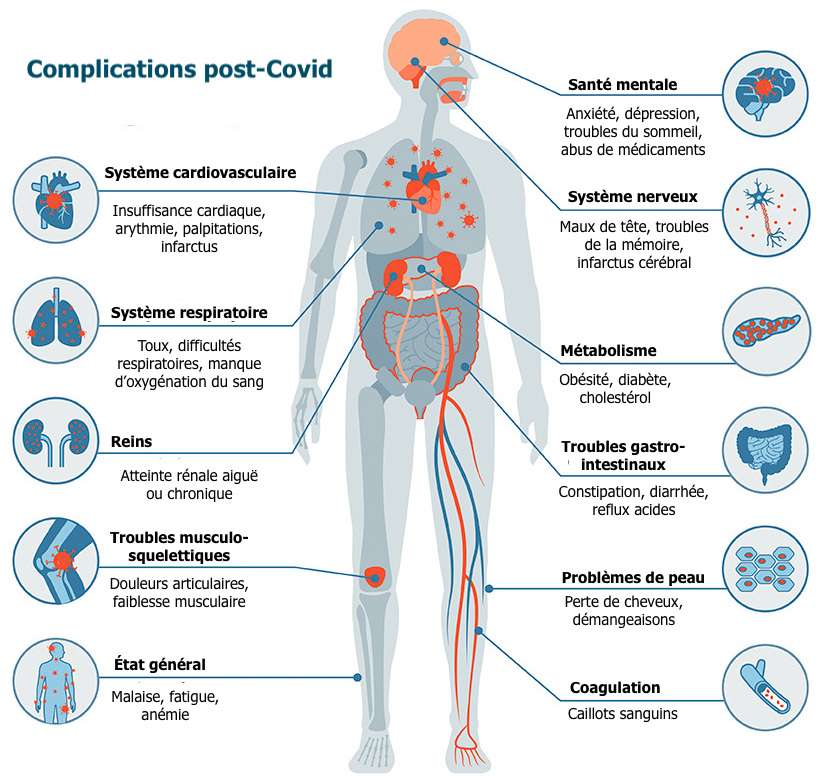 Complications post-Covid
Système cardiovasculaire
Insuffisance cardiaque,
arythmie, palpitations,
infarctus
Système respiratoire
Toux, difficultés
respiratoires, manque
d'oxygénation du sang
Reins
Atteinte rénale aiguë
ou chronique
Troubles musculo-
squelettiques
Douleurs articulaires,
faiblesse musculaire
État général
Malaise, fatigue,
anémie
Santé mentale
Anxiété, dépression,
troubles du sommeil,
abus de médicaments
Système nerveux
Maux de tête, troubles
de la mémoire,
infarctus cérébral
Métabolisme
Obésité, diabète,
cholestérol
Troubles gastro-
intestinaux
Constipation, diarrhée,
reflux acides
Problèmes de peau
Perte de cheveux,
démangeaisons
Coagulation
Caillots sanguins